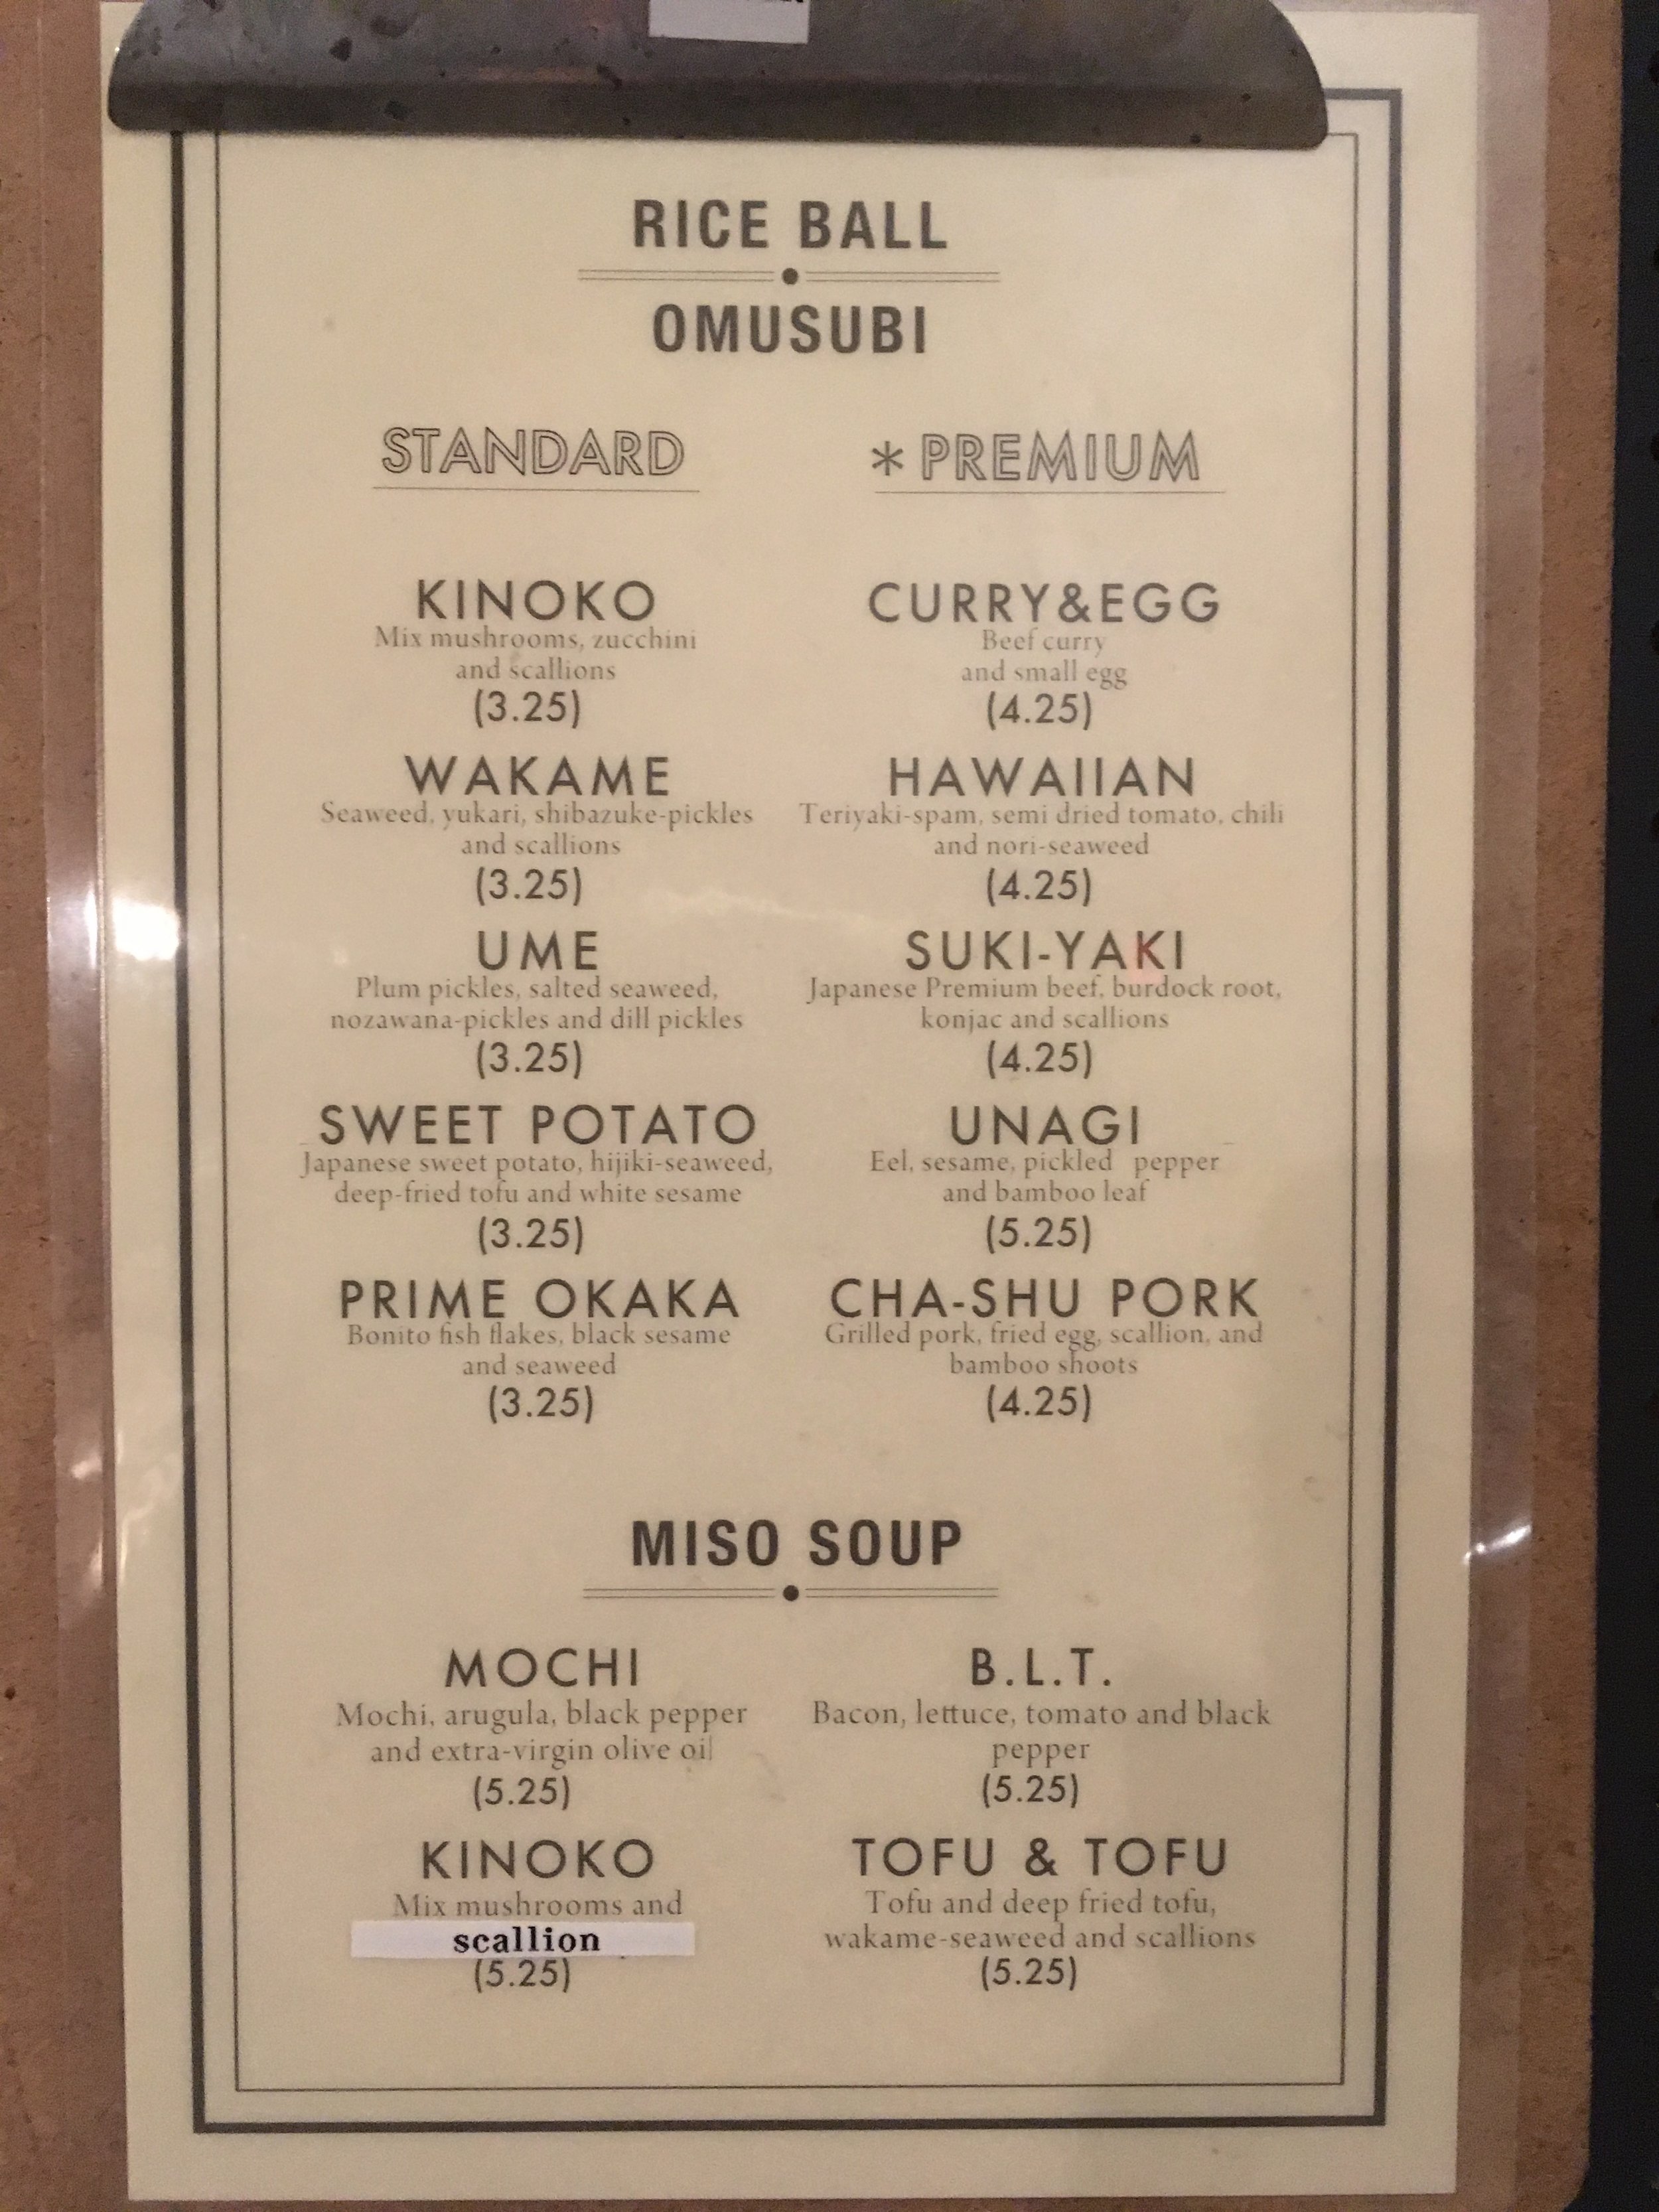 RICE BALL
OMUSUBI
STANDARD
KINOKO
Mix mushrooms, zucchini
and scallions
(3.25)
WAKAME
Seaweed, yukari, shibazuke-pickles
and scallions
(3.25)
UME
Plum pickles, salted seaweed,
nozawana-pickles and dill pickles
(3.25)
SWEET POTATO
Japanese sweet potato, hijiki-seaweed,
deep-fried tofu and white sesame
(3.25)
PRIME OKAKA
Bonito fish flakes, black sesame
and seaweed
(3.25)
*PREMIUM
CURRY&EGG
Beef curry
and small egg
(4.25)
HAWAIIAN
Teriyaki-spam, semi dried tomato, chili
and nori-seaweed
(4.25)
SUKI-YAKI
Japanese Premium beef, burdock root,
konjac and scallions
(4.25)
UNAGI
Eel, sesame, pickled pepper
and bamboo leaf
(5.25)
CHA-SHU PORK
Grilled pork, fried egg, scallion, and
bamboo shoots
(4.25)
MISO SOUP
MOCHI
Mochi, arugula, black pepper
and extra-virgin olive oil
(5.25)
KINOKO
Mix mushrooms and
scallion
(5.25)
B.L.T.
Bacon, lettuce, tomato and black
pepper
(5.25)
TOFU & TOFU
Tofu and deep fried tofu,
wakame-seaweed and scallions
(5.25)